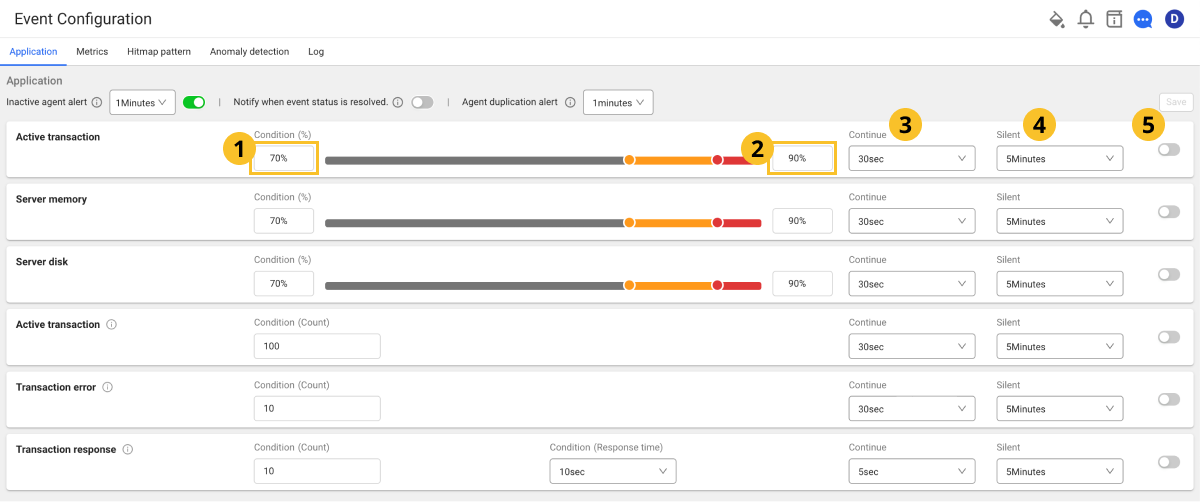 Event Configuration
D
Application Metrics Hitmap pattern Anomaly detection Log
Application
Inactive agent alert 1Minutes | Notify when event status is resolved. | Agent duplication alert 1minutes Save
Active transaction
Condition (%)
1 70%
2 90%
Continue 3
30sec
Silent 4
5Minutes
5
Server memory
Condition (%)
70%
90%
Continue
30sec
Silent
5Minutes
Server disk
Condition (%)
70%
90%
Continue
30sec
Silent
5Minutes
Active transaction
Condition (Count)
100
Continue
30sec
Silent
5Minutes
Transaction error
Condition (Count)
10
Continue
30sec
Silent
5Minutes
Transaction response
Condition (Count)
10
Condition (Response time)
10sec
Continue
5sec
Silent
5Minutes